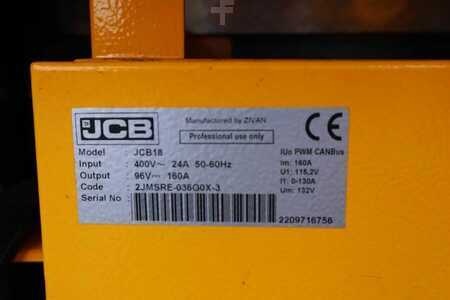 JCB
Manufactured by ZIVAN
Professional use only
CE
Model : JCB18
Input : 400V~ 24A 50-60Hz
Output : 96V⎓ 160A
Code : 2JMSRE-036G0X-3
Serial No :
IUo PWM CANBus
Im: 160A
U1: 115,2V
I1: 0-130A
Um: 132V
2209716756